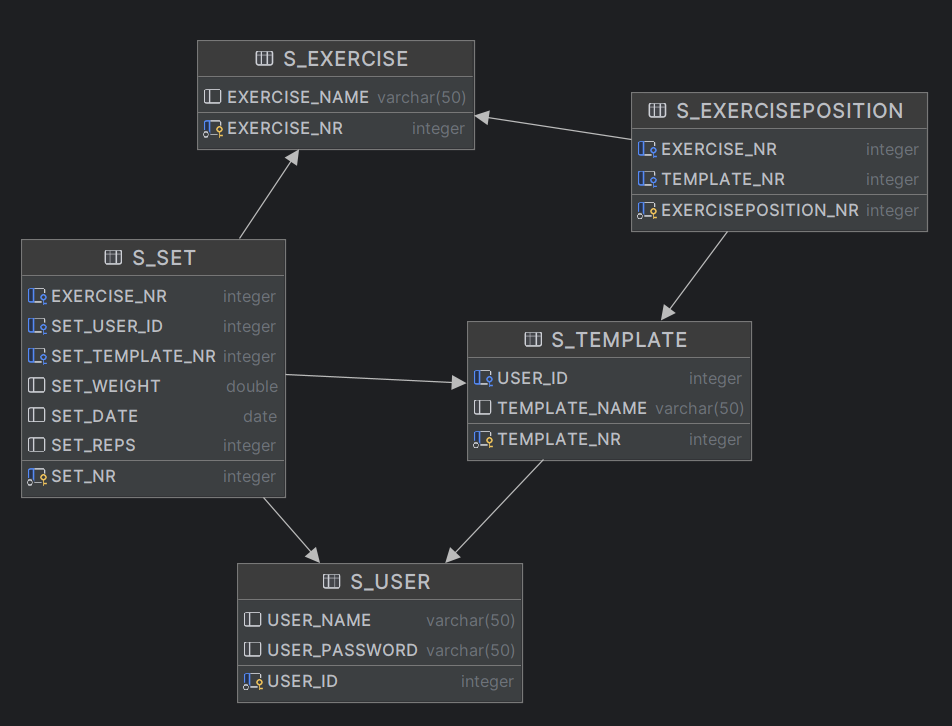 S_EXERCISE
EXERCISE_NAME varchar(50)
EXERCISE_NR integer
S_EXERCISEPOSITION
EXERCISE_NR integer
TEMPLATE_NR integer
EXERCISEPOSITION_NR integer
S_SET
EXERCISE_NR integer
SET_USER_ID integer
SET_TEMPLATE_NR integer
SET_WEIGHT double
SET_DATE date
SET_REPS integer
SET_NR integer
S_TEMPLATE
USER_ID integer
TEMPLATE_NAME varchar(50)
TEMPLATE_NR integer
S_USER
USER_NAME varchar(50)
USER_PASSWORD varchar(50)
USER_ID integer